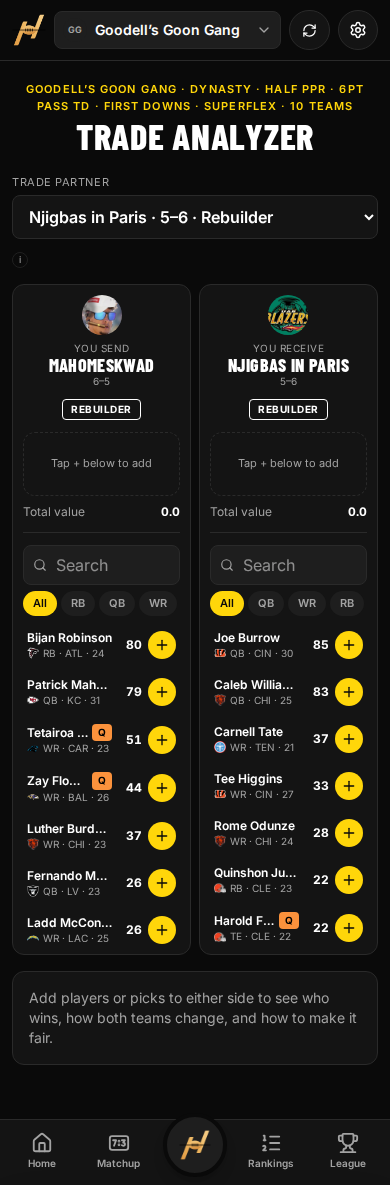 GG Goodell's Goon Gang
GOODELL'S GOON GANG · DYNASTY · HALF PPR · 6PT
PASS TD · FIRST DOWNS · SUPERFLEX · 10 TEAMS
TRADE ANALYZER
TRADE PARTNER
Njigbas in Paris · 5–6 · Rebuilder
i
YOU SEND
MAHOMESKWAD
6–5
REBUILDER
Tap + below to add
Total value 0.0
Search
All RB QB WR
Bijan Robinson 80
RB · ATL · 24
Patrick Mah... 79
QB · KC · 31
Tetairoa ... Q 51
WR · CAR · 23
Zay Flo... Q 44
WR · BAL · 26
Luther Burd... 37
WR · CHI · 23
Fernando M... 26
QB · LV · 23
Ladd McCon... 26
WR · LAC · 25
BLAZERS
YOU RECEIVE
NJIGBAS IN PARIS
5–6
REBUILDER
Tap + below to add
Total value 0.0
Search
All QB WR RB
Joe Burrow 85
QB · CIN · 30
Caleb Willia... 83
QB · CHI · 25
Carnell Tate 37
WR · TEN · 21
Tee Higgins 33
WR · CIN · 27
Rome Odunze 28
WR · CHI · 24
Quinshon Ju... 22
RB · CLE · 23
Harold F... Q 22
TE · CLE · 22
Add players or picks to either side to see who
wins, how both teams change, and how to make it
fair.
7:3
Home Matchup Rankings League